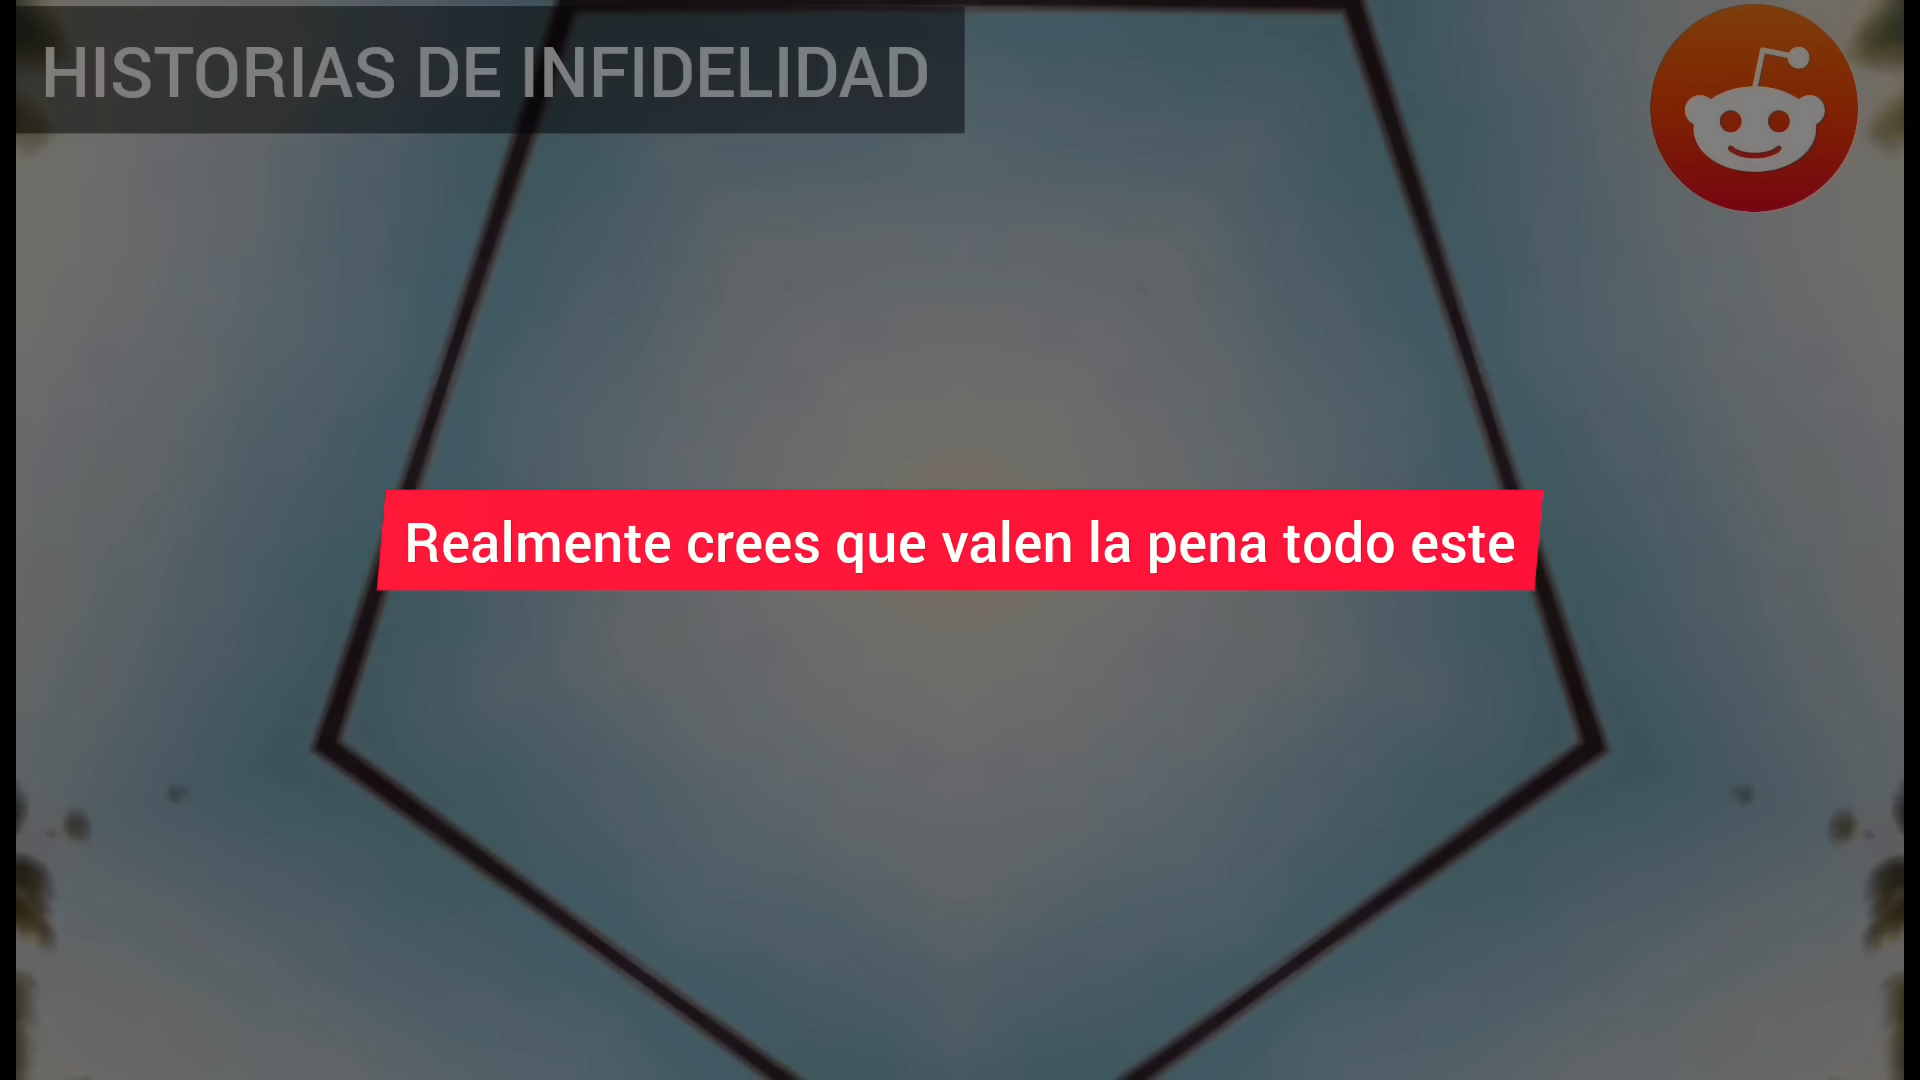 HISTORIAS DE INFIDELIDAD
Realmente crees que valen la pena todo este